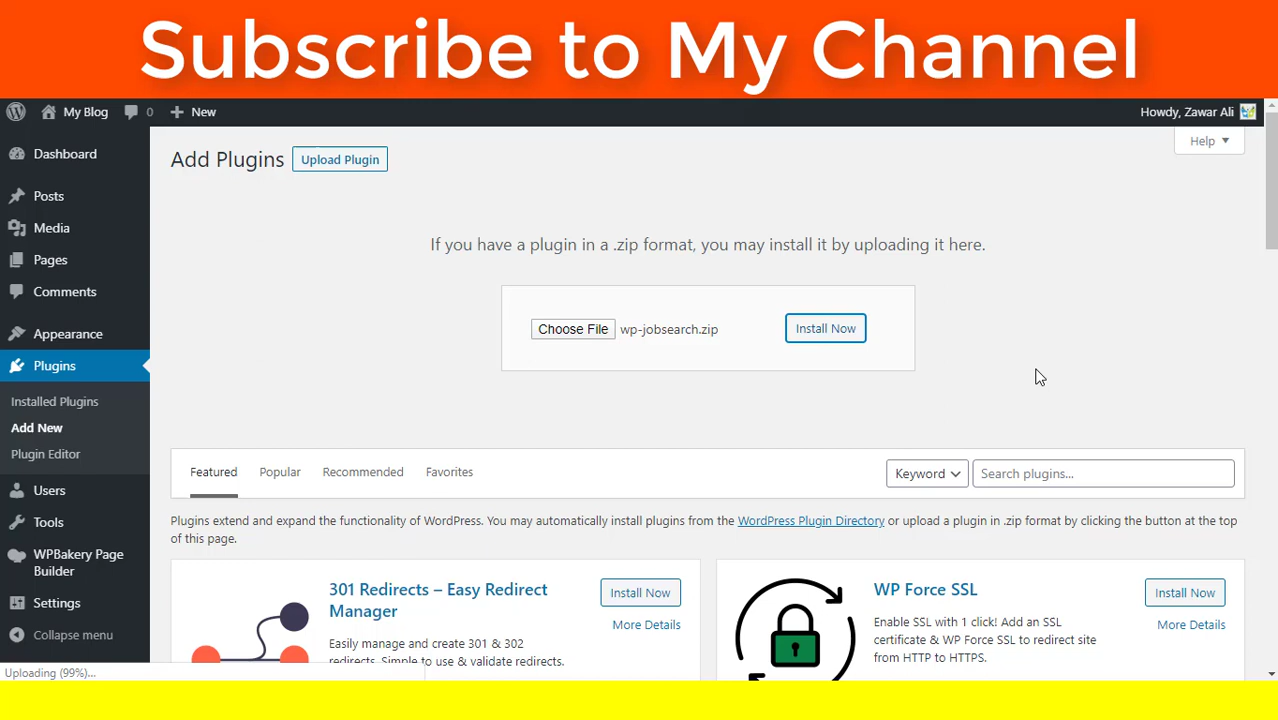 Subscribe to My Channel
My Blog 0 New Howdy, Zawar Ali
Help
Dashboard
Posts
Media
Pages
Comments
Appearance
Plugins
Installed Plugins
Add New
Plugin Editor
Users
Tools
WPBakery Page
Builder
Settings
Collapse menu
Add Plugins Upload Plugin
If you have a plugin in a .zip format, you may install it by uploading it here.
Choose File wp-jobsearch.zip Install Now
Featured Popular Recommended Favorites Keyword Search plugins...
Plugins extend and expand the functionality of WordPress. You may automatically install plugins from the WordPress Plugin Directory or upload a plugin in .zip format by clicking the button at the top
of this page.
301 Redirects – Easy Redirect
Manager
Install Now
More Details
Easily manage and create 301 & 302
redirects. Simple to use & validate redirects.
WP Force SSL
Install Now
More Details
Enable SSL with 1 click! Add an SSL
certificate & WP Force SSL to redirect site
from HTTP to HTTPS.
Uploading (99%)...